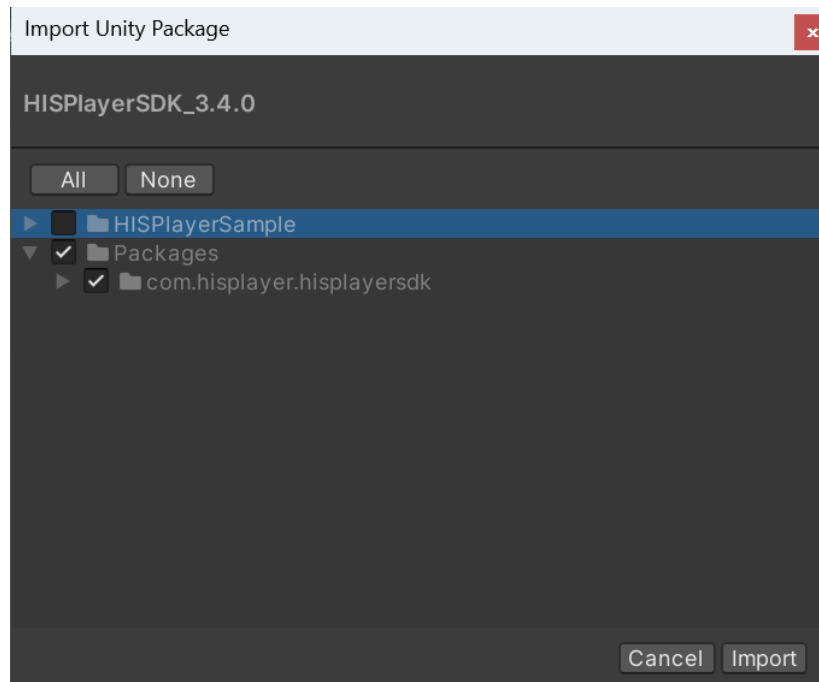 Import Unity Package
x
HISPlayerSDK_3.4.0
All None
HISPlayerSample
Packages
com.hisplayer.hisplayersdk
Cancel Import